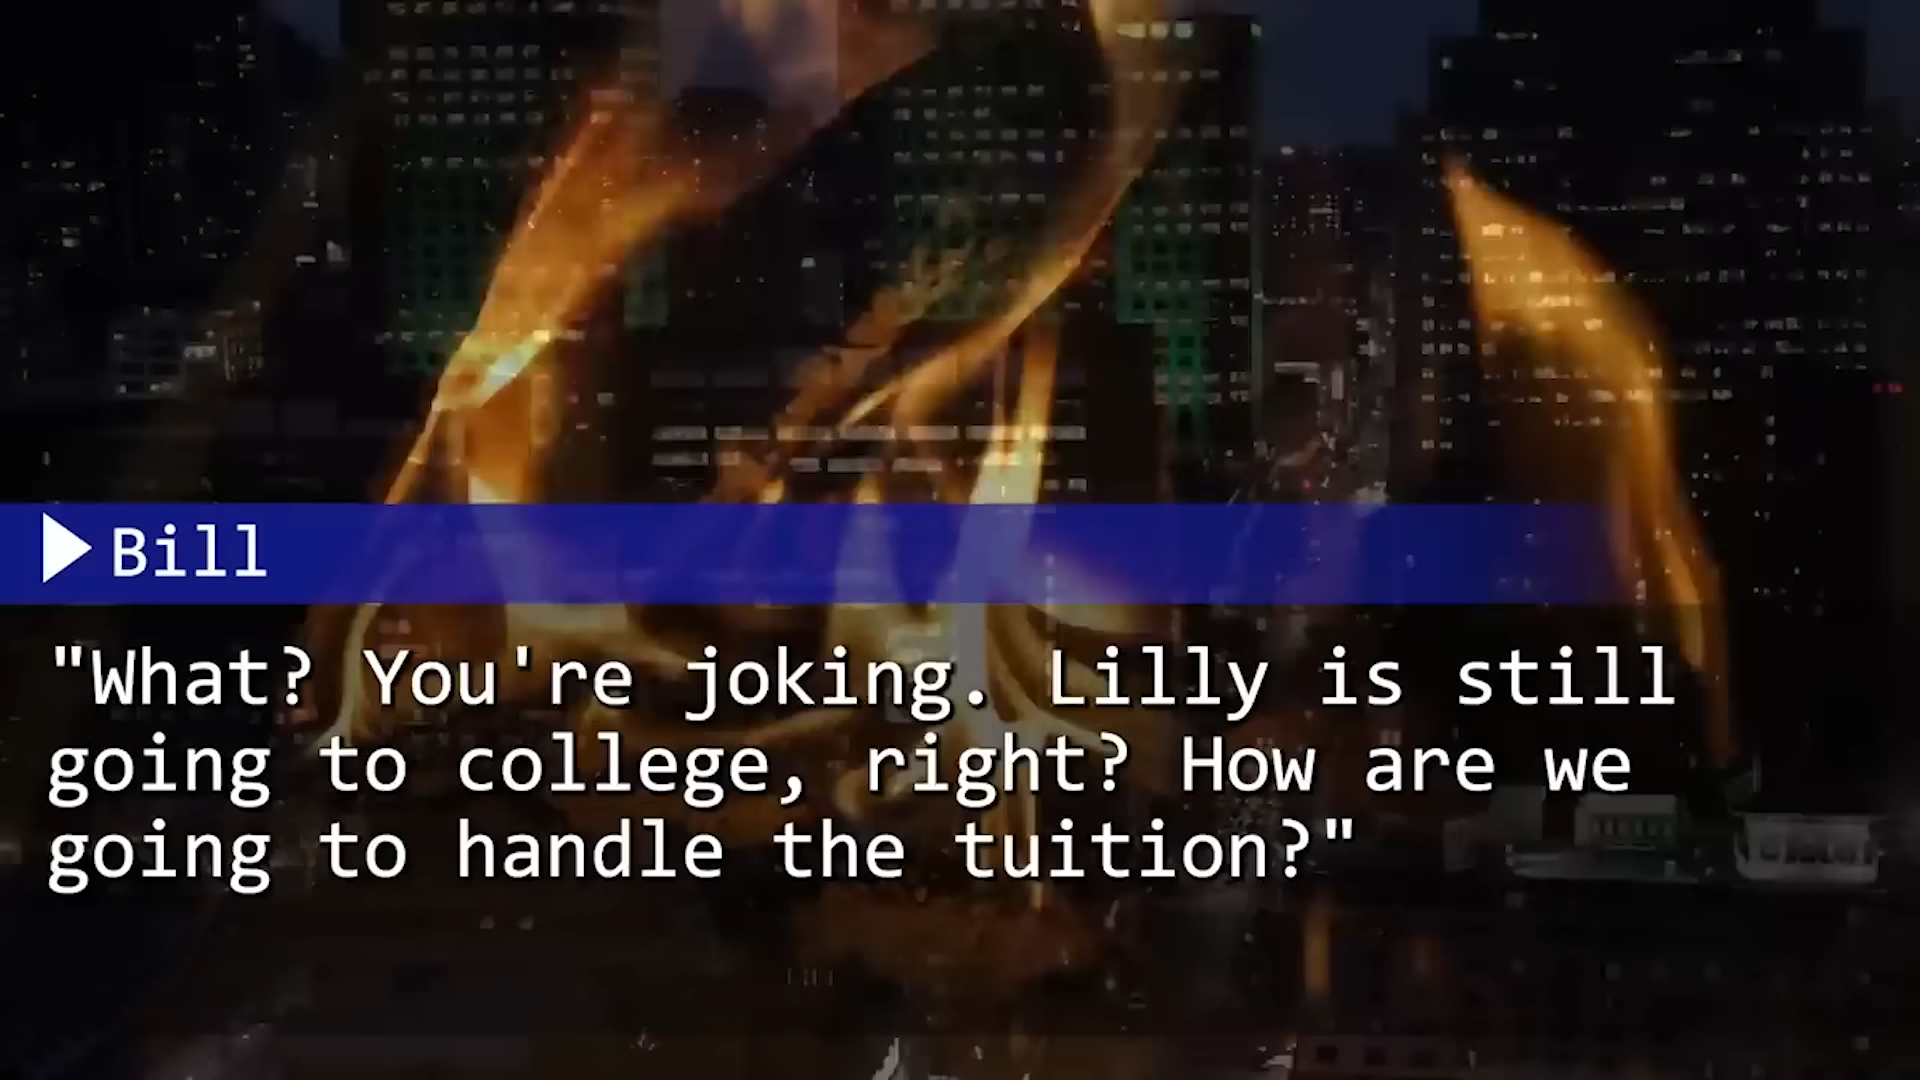 Bill
"What? You're joking. Lilly is still
going to college, right? How are we
going to handle the tuition?"